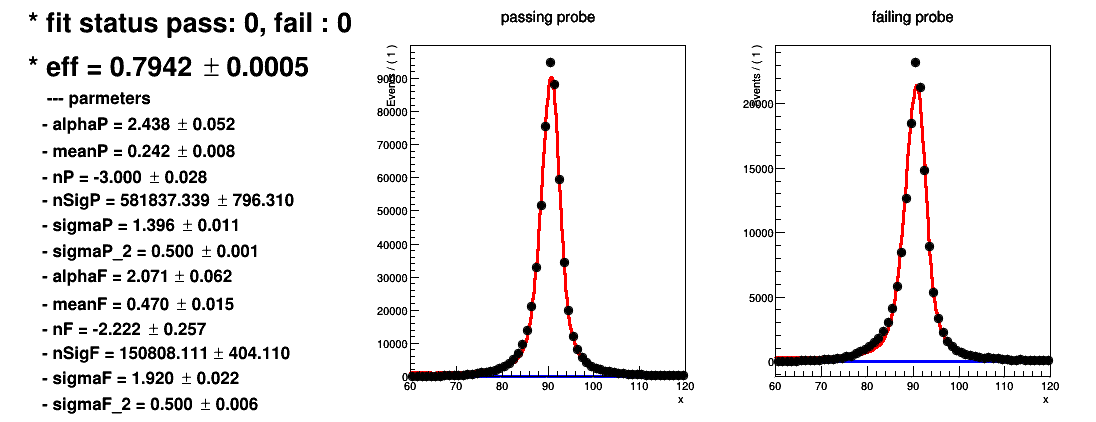 * fit status pass: 0, fail : 0
* eff = 0.7942 ± 0.0005
--- parmeters
- alphaP = 2.438 ± 0.052
- meanP = 0.242 ± 0.008
- nP = -3.000 ± 0.028
- nSigP = 581837.339 ± 796.310
- sigmaP = 1.396 ± 0.011
- sigmaP_2 = 0.500 ± 0.001
- alphaF = 2.071 ± 0.062
- meanF = 0.470 ± 0.015
- nF = -2.222 ± 0.257
- nSigF = 150808.111 ± 404.110
- sigmaF = 1.920 ± 0.022
- sigmaF_2 = 0.500 ± 0.006
passing probe
Events / ( 1 )
90000
80000
70000
60000
50000
40000
30000
20000
10000
0
60 70 80 90 100 110 120
x
failing probe
Events / ( 1 )
20000
15000
10000
5000
0
60 70 80 90 100 110 120
x